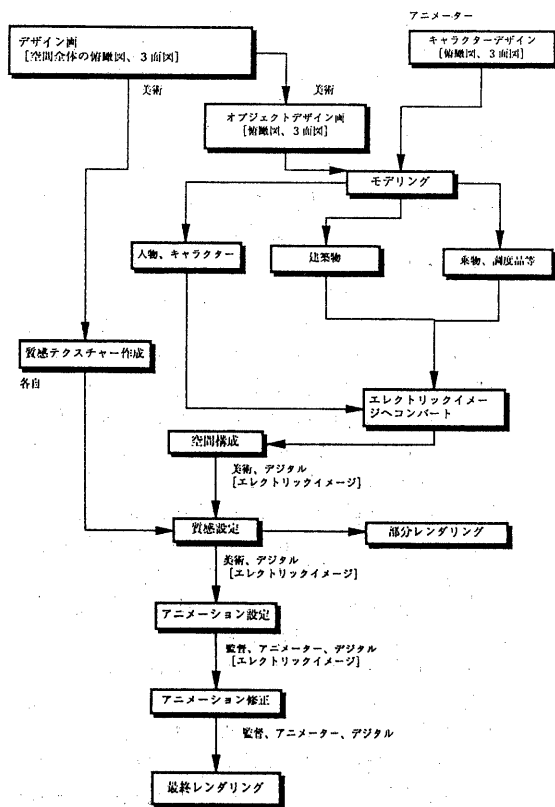 アニメーター
デザイン画
[空間全体の俯瞰図、3面図]
キャラクターデザイン
[俯瞰図、3面図]
美術
美術
オブジェクトデザイン画
[俯瞰図、3面図]
モデリング
人物、キャラクター
建築物
乗物、調度品等
質感テクスチャー作成
各自
エレクトリックイメー
ジへコンバート
空間構成
美術、デジタル
[エレクトリックイメージ]
質感設定
部分レンダリング
美術、デジタル
[エレクトリックイメージ]
アニメーション設定
監督、アニメーター、デジタル
[エレクトリックイメージ]
アニメーション修正
監督、アニメーター、デジタル
最終レンダリング